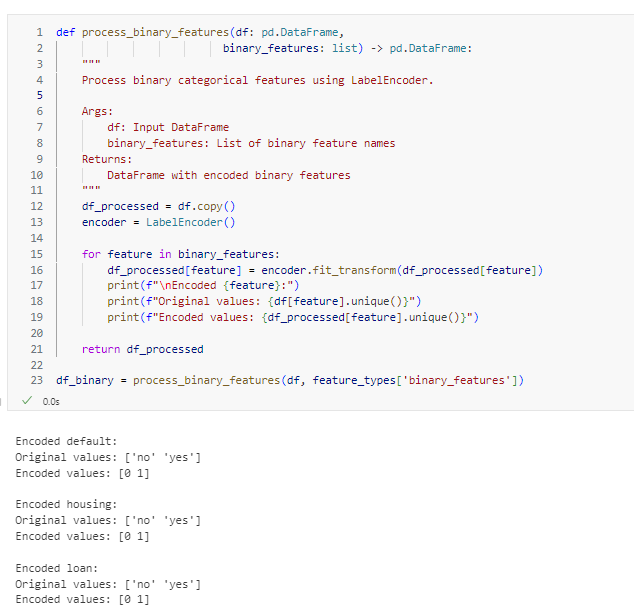 1 def process_binary_features(df: pd.DataFrame,
2 binary_features: list) -> pd.DataFrame:
3 """
4 Process binary categorical features using LabelEncoder.
5
6 Args:
7 df: Input DataFrame
8 binary_features: List of binary feature names
9 Returns:
10 DataFrame with encoded binary features
11 """
12 df_processed = df.copy()
13 encoder = LabelEncoder()
14
15 for feature in binary_features:
16 df_processed[feature] = encoder.fit_transform(df_processed[feature])
17 print(f"\nEncoded {feature}:")
18 print(f"Original values: {df[feature].unique()}")
19 print(f"Encoded values: {df_processed[feature].unique()}")
20
21 return df_processed
22
23 df_binary = process_binary_features(df, feature_types['binary_features'])
✓ 0.0s
Encoded default:
Original values: ['no' 'yes']
Encoded values: [0 1]
Encoded housing:
Original values: ['no' 'yes']
Encoded values: [0 1]
Encoded loan:
Original values: ['no' 'yes']
Encoded values: [0 1]